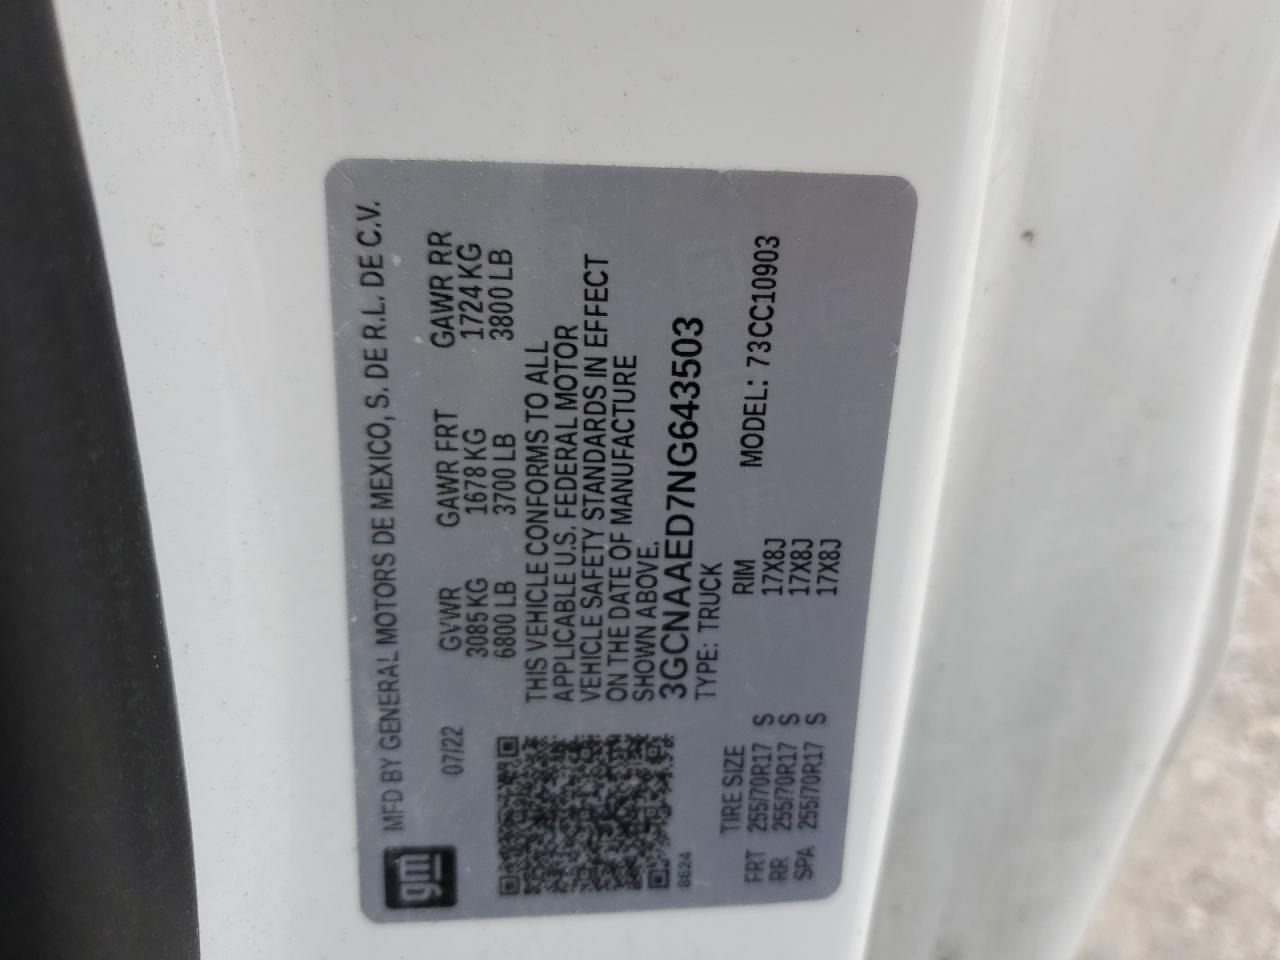 gm
MFD BY GENERAL MOTORS DE MEXICO, S. DE R.L. DE C.V.
07/22 GVWR GAWR FRT GAWR RR
3085 KG 1678 KG 1724 KG
6800 LB 3700 LB 3800 LB
THIS VEHICLE CONFORMS TO ALL
APPLICABLE U.S. FEDERAL MOTOR
VEHICLE SAFETY STANDARDS IN EFFECT
ON THE DATE OF MANUFACTURE
SHOWN ABOVE.
3GCNAAED7NG643503
8624 TYPE: TRUCK
TIRE SIZE RIM MODEL: 73CC10903
FRT 255/70R17 S 17X8J
RR 255/70R17 S 17X8J
SPA 255/70R17 S 17X8J